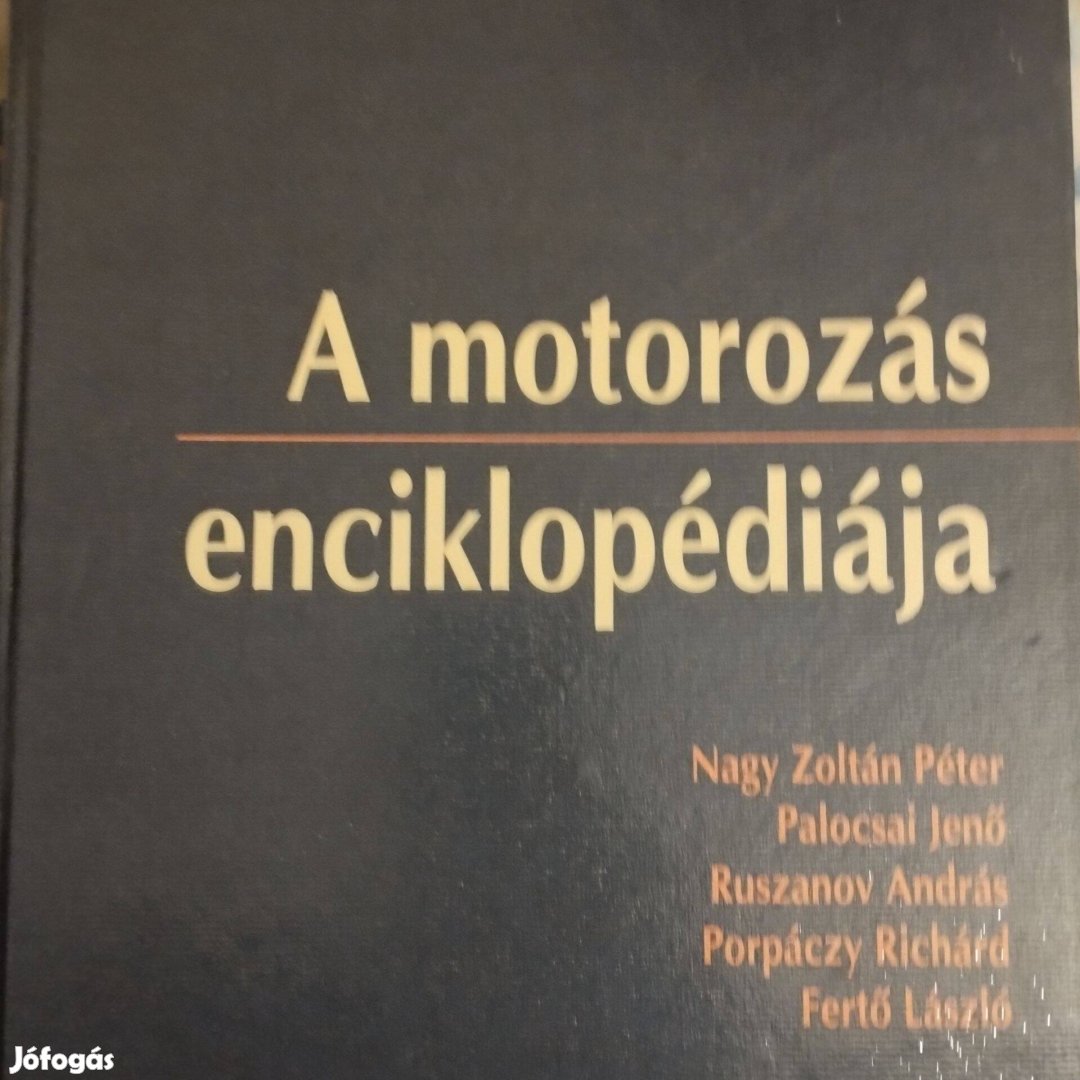 A motorozás
enciklopédiája
Nagy Zoltán Péter
Palocsai Jenő
Ruszanov András
Porpáczy Richárd
Fertő László
Jófogás